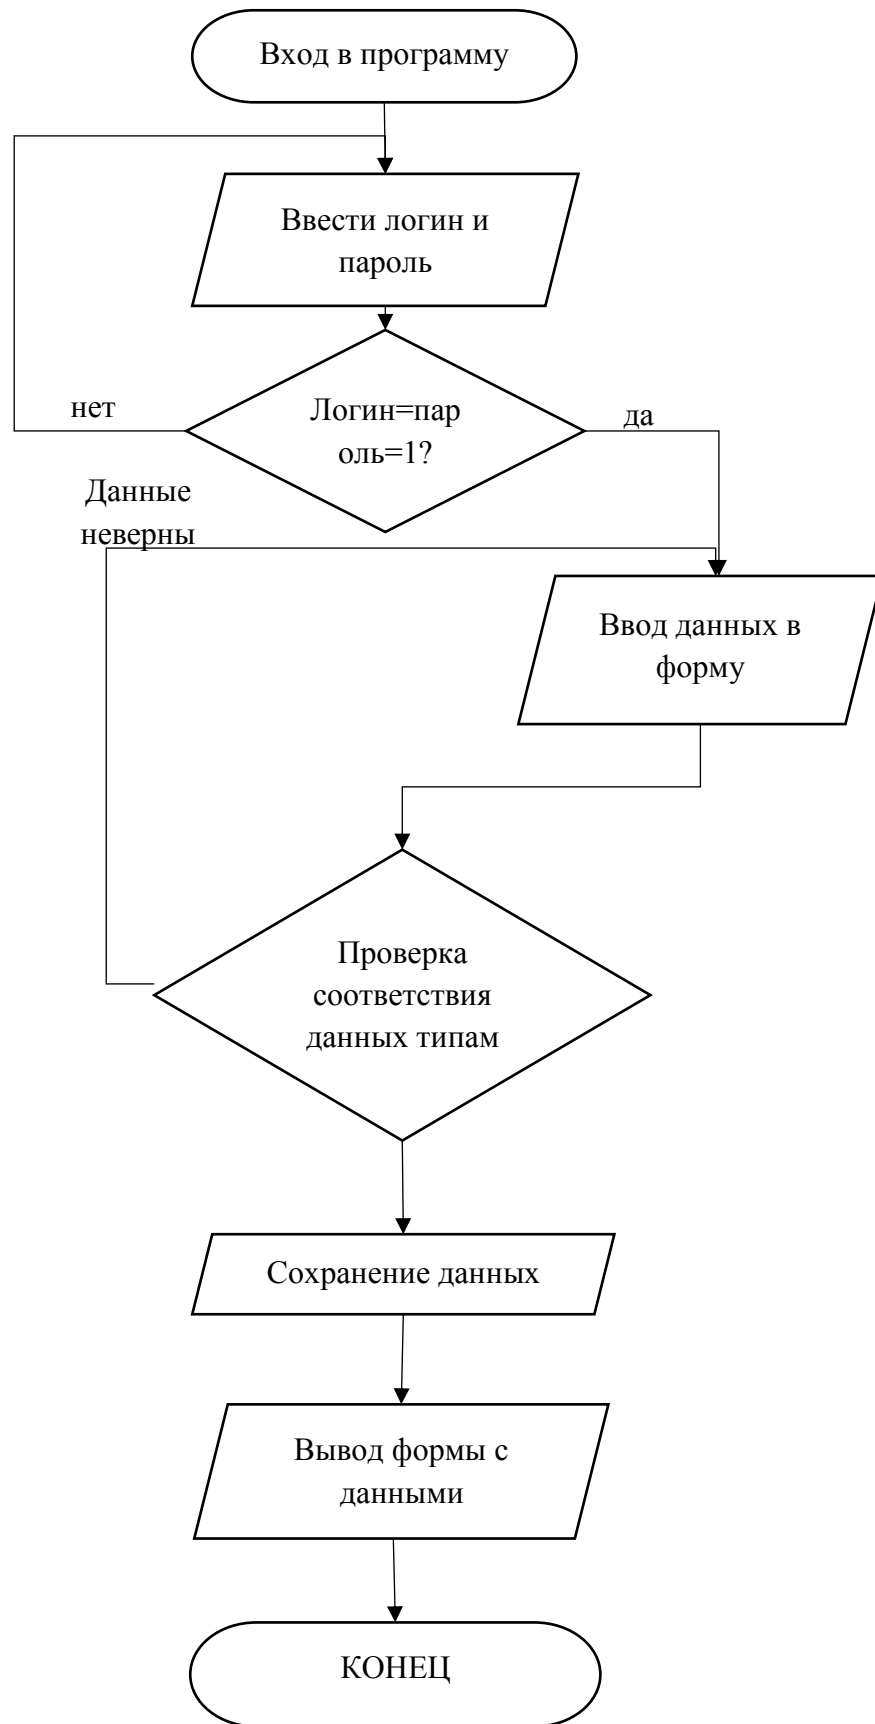 Вход в программу
Ввести логин и
пароль
нет
Логин=пар
оль=1?
да
Данные
неверны
Ввод данных в
форму
Проверка
соответствия
данных типам
Сохранение данных
Вывод формы с
данными
КОНЕЦ